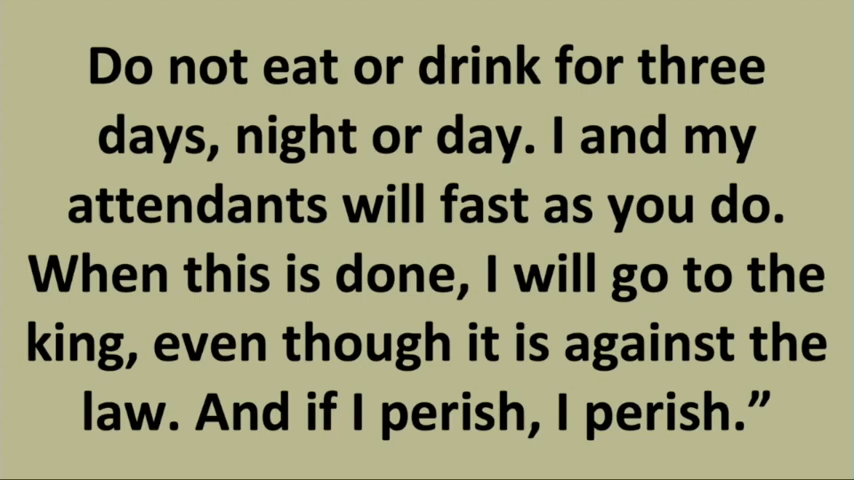 Do not eat or drink for three
days, night or day. I and my
attendants will fast as you do.
When this is done, I will go to the
king, even though it is against the
law. And if I perish, I perish.”